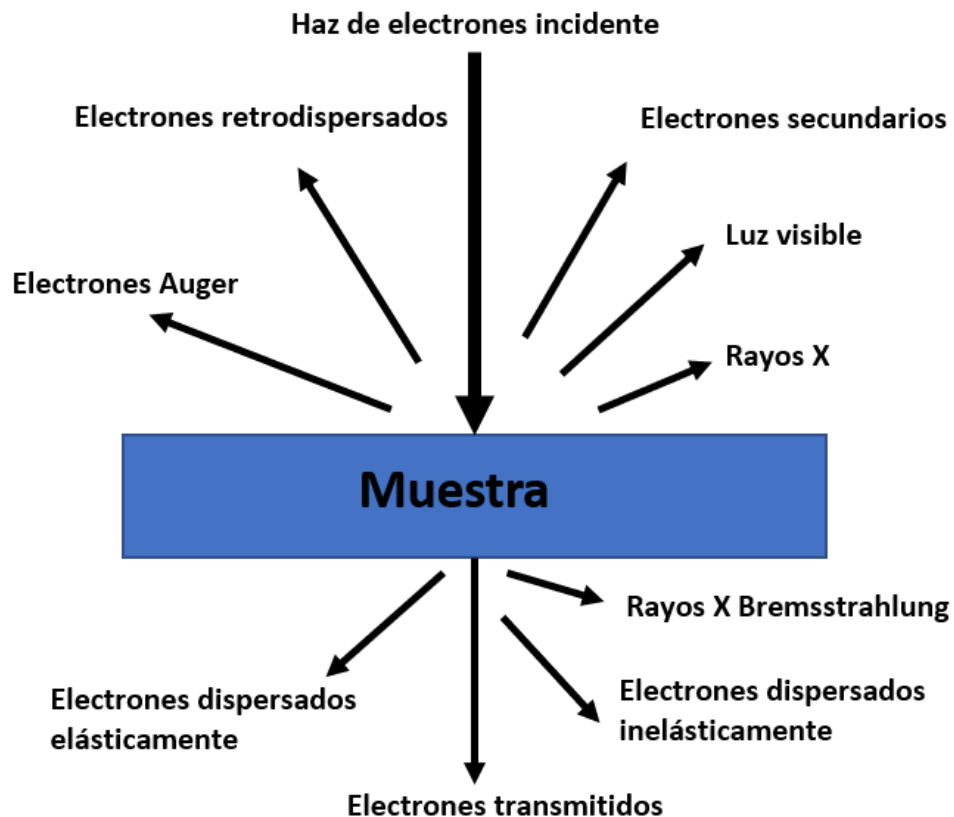 Haz de electrones incidente
Electrones retrodispersados
Electrones secundarios
Luz visible
Electrones Auger
Rayos X
Muestra
Rayos X Bremsstrahlung
Electrones dispersados
elásticamente
Electrones dispersados
inelásticamente
Electrones transmitidos